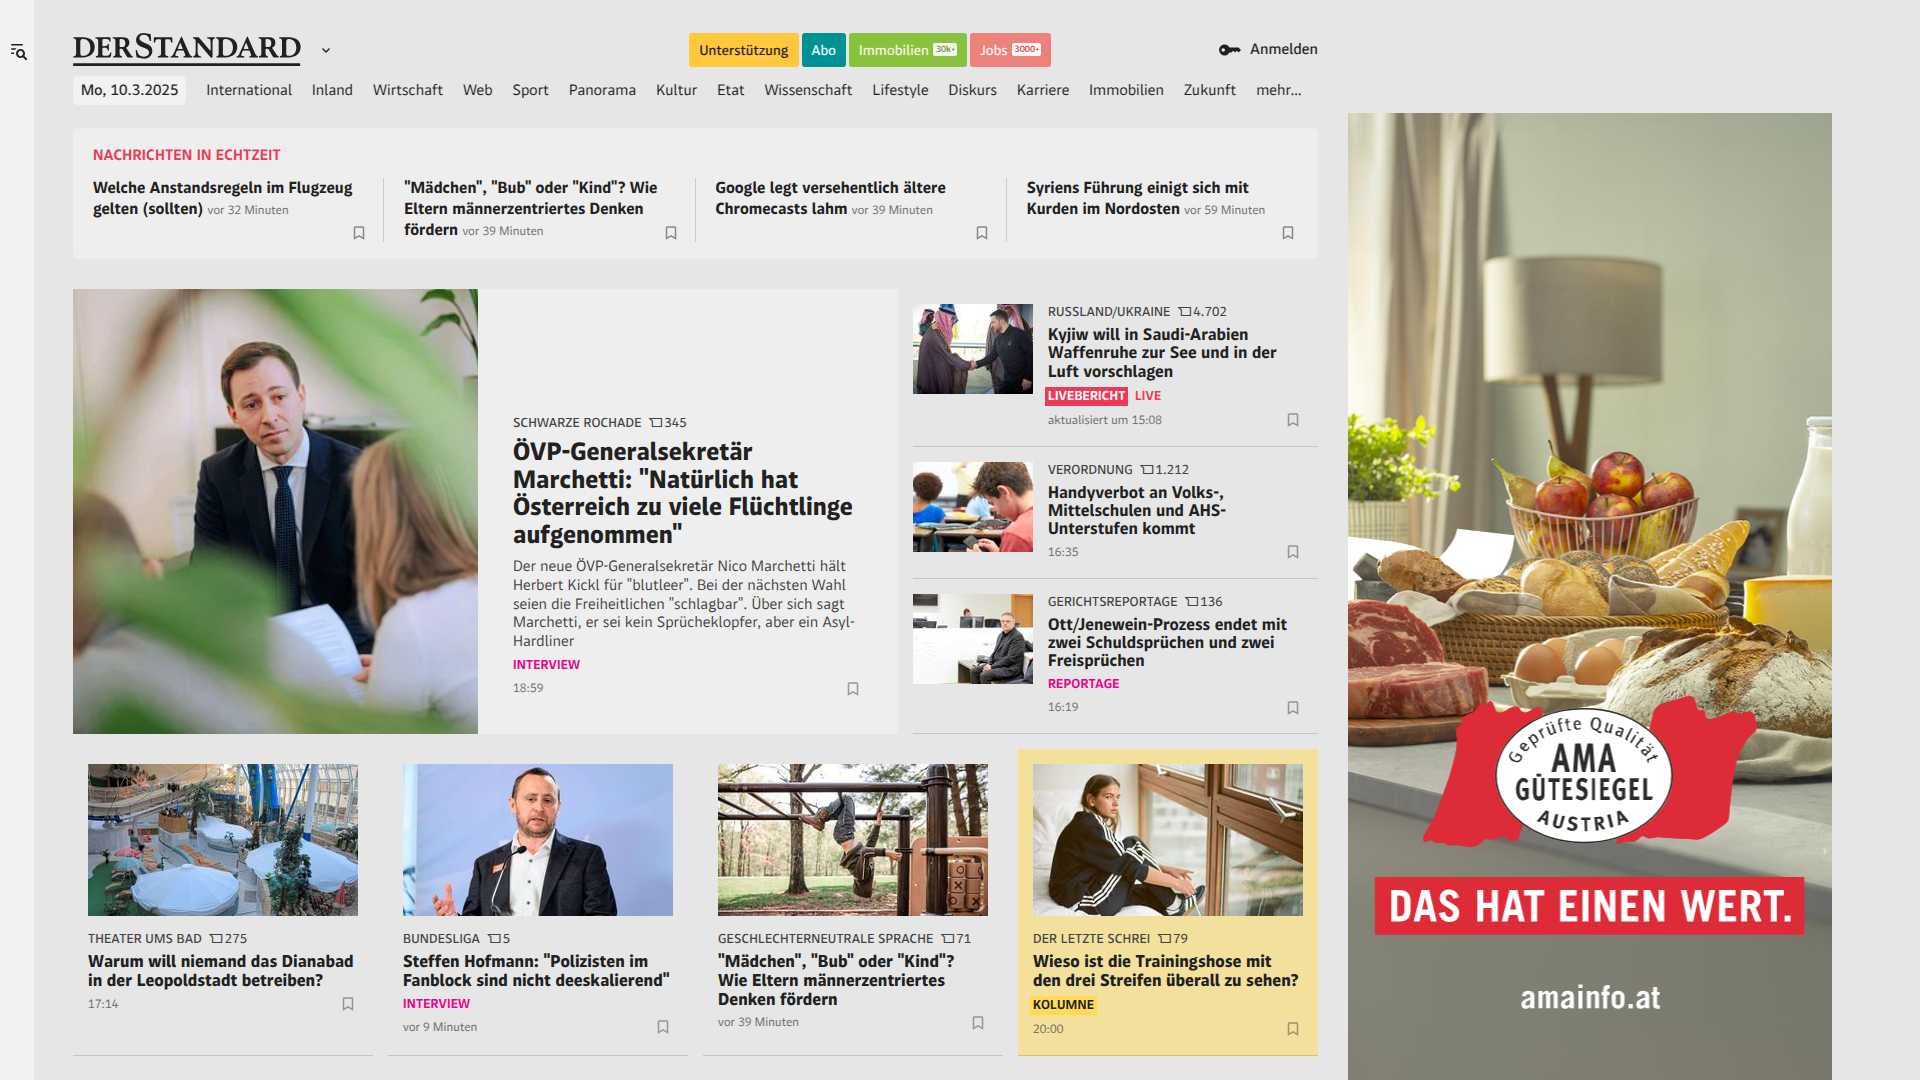 DERSTANDARD
Unterstützung
Abo
Immobilien 30k+
Jobs 3000+
Anmelden
Mo, 10.3.2025
International
Inland
Wirtschaft
Web
Sport
Panorama
Kultur
Etat
Wissenschaft
Lifestyle
Diskurs
Karriere
Immobilien
Zukunft
mehr...
NACHRICHTEN IN ECHTZEIT
Welche Anstandsregeln im Flugzeug
gelten (sollten) vor 32 Minuten
"Mädchen", "Bub" oder "Kind"? Wie
Eltern männerzentriertes Denken
fördern vor 39 Minuten
Google legt versehentlich ältere
Chromecasts lahm vor 39 Minuten
Syriens Führung einigt sich mit
Kurden im Nordosten vor 59 Minuten
SCHWARZE ROCHADE 345
ÖVP-Generalsekretär
Marchetti: "Natürlich hat
Österreich zu viele Flüchtlinge
aufgenommen"
Der neue ÖVP-Generalsekretär Nico Marchetti hält
Herbert Kickl für "blutleer". Bei der nächsten Wahl
seien die Freiheitlichen "schlagbar". Über sich sagt
Marchetti, er sei kein Sprücheklopfer, aber ein Asyl-
Hardliner
INTERVIEW
18:59
RUSSLAND/UKRAINE 4.702
Kyjiw will in Saudi-Arabien
Waffenruhe zur See und in der
Luft vorschlagen
LIVEBERICHT LIVE
aktualisiert um 15:08
VERORDNUNG 1.212
Handyverbot an Volks-,
Mittelschulen und AHS-
Unterstufen kommt
16:35
GERICHTSREPORTAGE 136
Ott/Jenewein-Prozess endet mit
zwei Schuldsprüchen und zwei
Freisprüchen
REPORTAGE
16:19
THEATER UMS BAD 275
Warum will niemand das Dianabad
in der Leopoldstadt betreiben?
17:14
BUNDESLIGA 5
Steffen Hofmann: "Polizisten im
Fanblock sind nicht deeskalierend"
INTERVIEW
vor 9 Minuten
GESCHLECHTERNEUTRALE SPRACHE 71
"Mädchen", "Bub" oder "Kind"?
Wie Eltern männerzentriertes
Denken fördern
vor 39 Minuten
DER LETZTE SCHREI 79
Wieso ist die Trainingshose mit
den drei Streifen überall zu sehen?
KOLUMNE
20:00
Geprüfte Qualität
AMA
GÜTESIEGEL
AUSTRIA
DAS HAT EINEN WERT.
amainfo.at